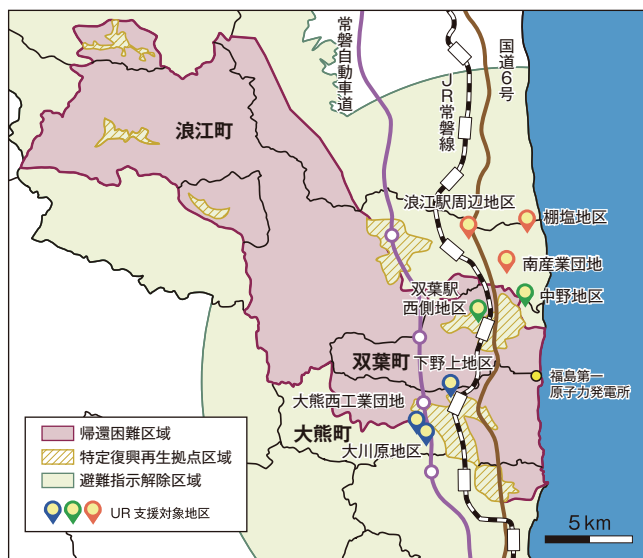 常磐自動車道
JR常磐線
国道6号
浪江町
浪江駅周辺地区
棚塩地区
南産業団地
双葉駅
西側地区
中野地区
双葉町
下野上地区
福島第一
原子力発電所
大熊西工業団地
大熊町
大川原地区
帰還困難区域
特定復興再生拠点区域
避難指示解除区域
UR支援対象地区
5km